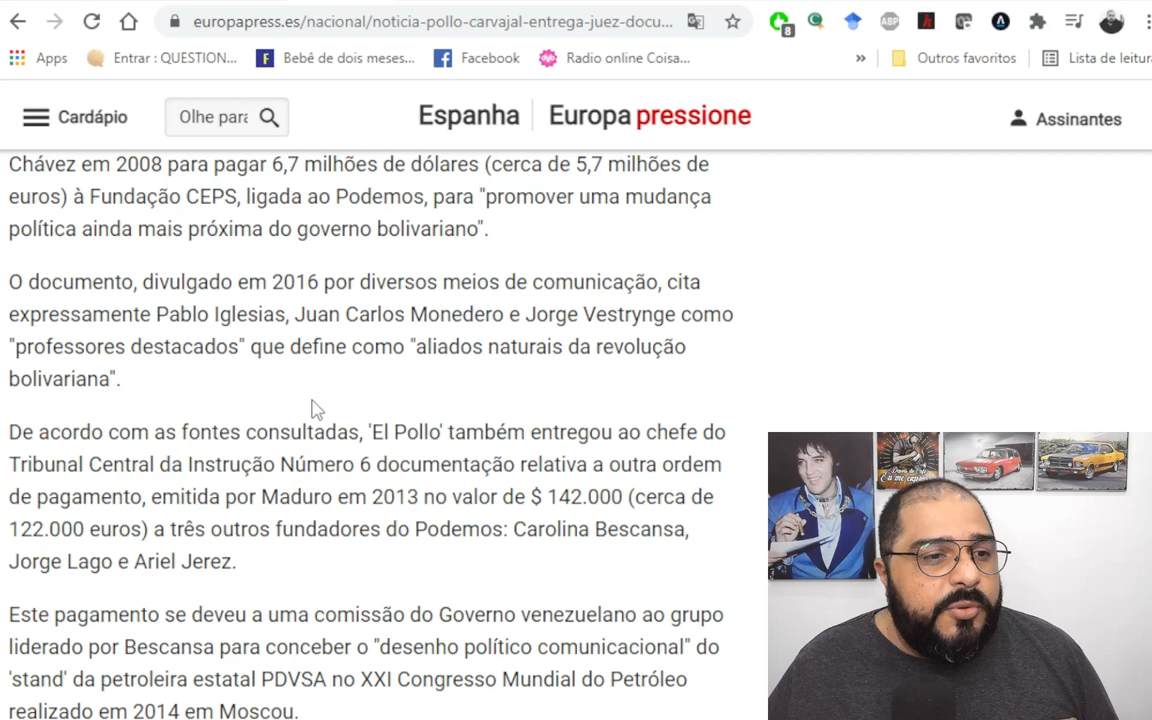 europapress.es/nacional/noticia-pollo-carvajal-entrega-juez-docu...
8
ABP
Apps
Entrar : QUESTION...
Bebê de dois meses...
Facebook
Radio online Coisa...
»
Outros favoritos
Lista de leitura
Cardápio
Olhe para
Espanha
Europa pressione
Assinantes
Chávez em 2008 para pagar 6,7 milhões de dólares (cerca de 5,7 milhões de
euros) à Fundação CEPS, ligada ao Podemos, para "promover uma mudança
política ainda mais próxima do governo bolivariano".
O documento, divulgado em 2016 por diversos meios de comunicação, cita
expressamente Pablo Iglesias, Juan Carlos Monedero e Jorge Vestrynge como
"professores destacados" que define como "aliados naturais da revolução
bolivariana".
De acordo com as fontes consultadas, 'El Pollo' também entregou ao chefe do
Tribunal Central da Instrução Número 6 documentação relativa a outra ordem
de pagamento, emitida por Maduro em 2013 no valor de $ 142.000 (cerca de
122.000 euros) a três outros fundadores do Podemos: Carolina Bescansa,
Jorge Lago e Ariel Jerez.
Este pagamento se deveu a uma comissão do Governo venezuelano ao grupo
liderado por Bescansa para conceber o "desenho político comunicacional" do
'stand' da petroleira estatal PDVSA no XXI Congresso Mundial do Petróleo
realizado em 2014 em Moscou.